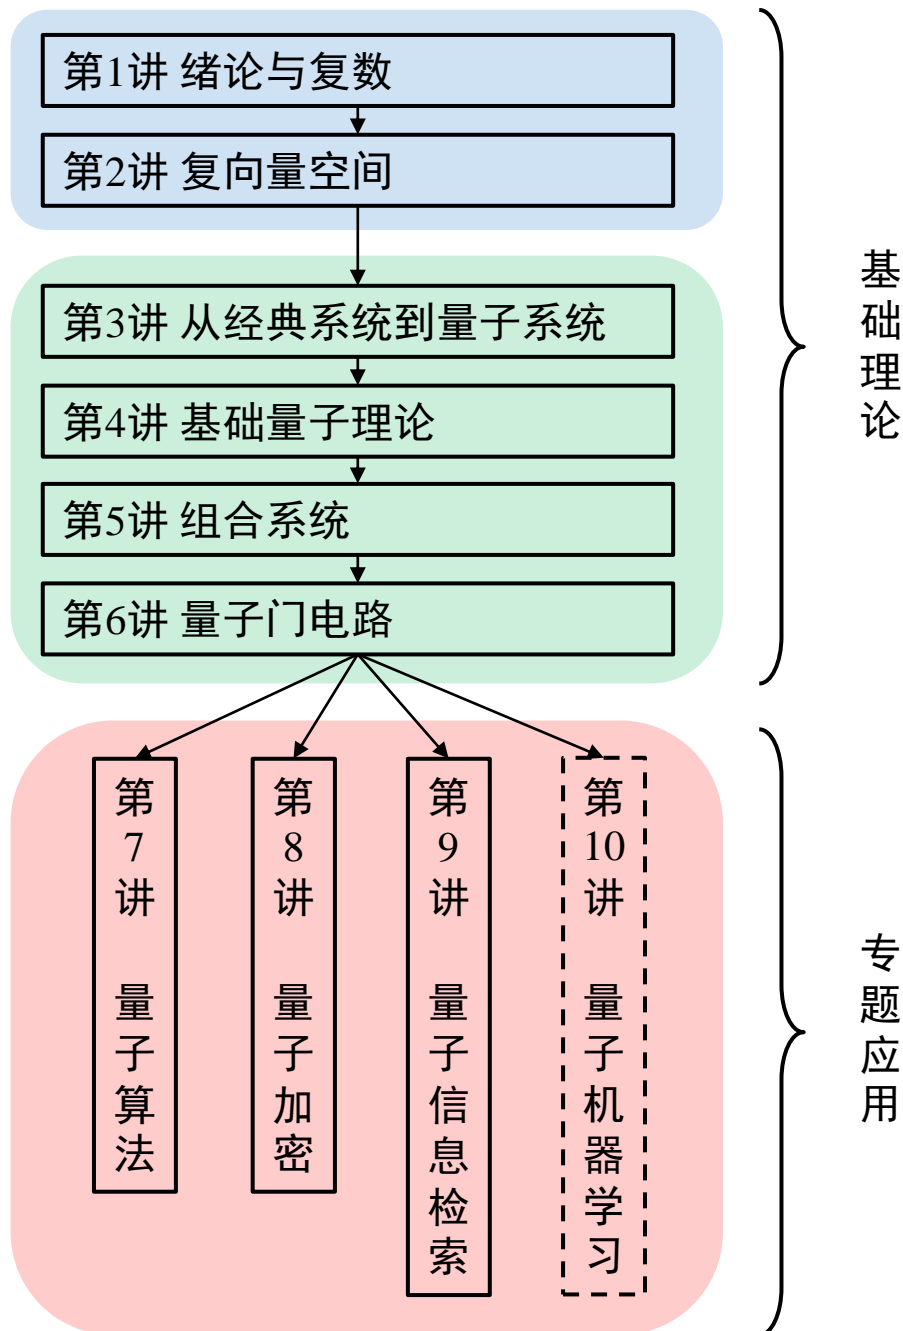 第1讲 绪论与复数
第2讲 复向量空间
第3讲 从经典系统到量子系统
第4讲 基础量子理论
第5讲 组合系统
第6讲 量子门电路
基础理论
第7讲 量子算法
第8讲 量子加密
第9讲 量子信息检索
第10讲 量子机器学习
专题应用